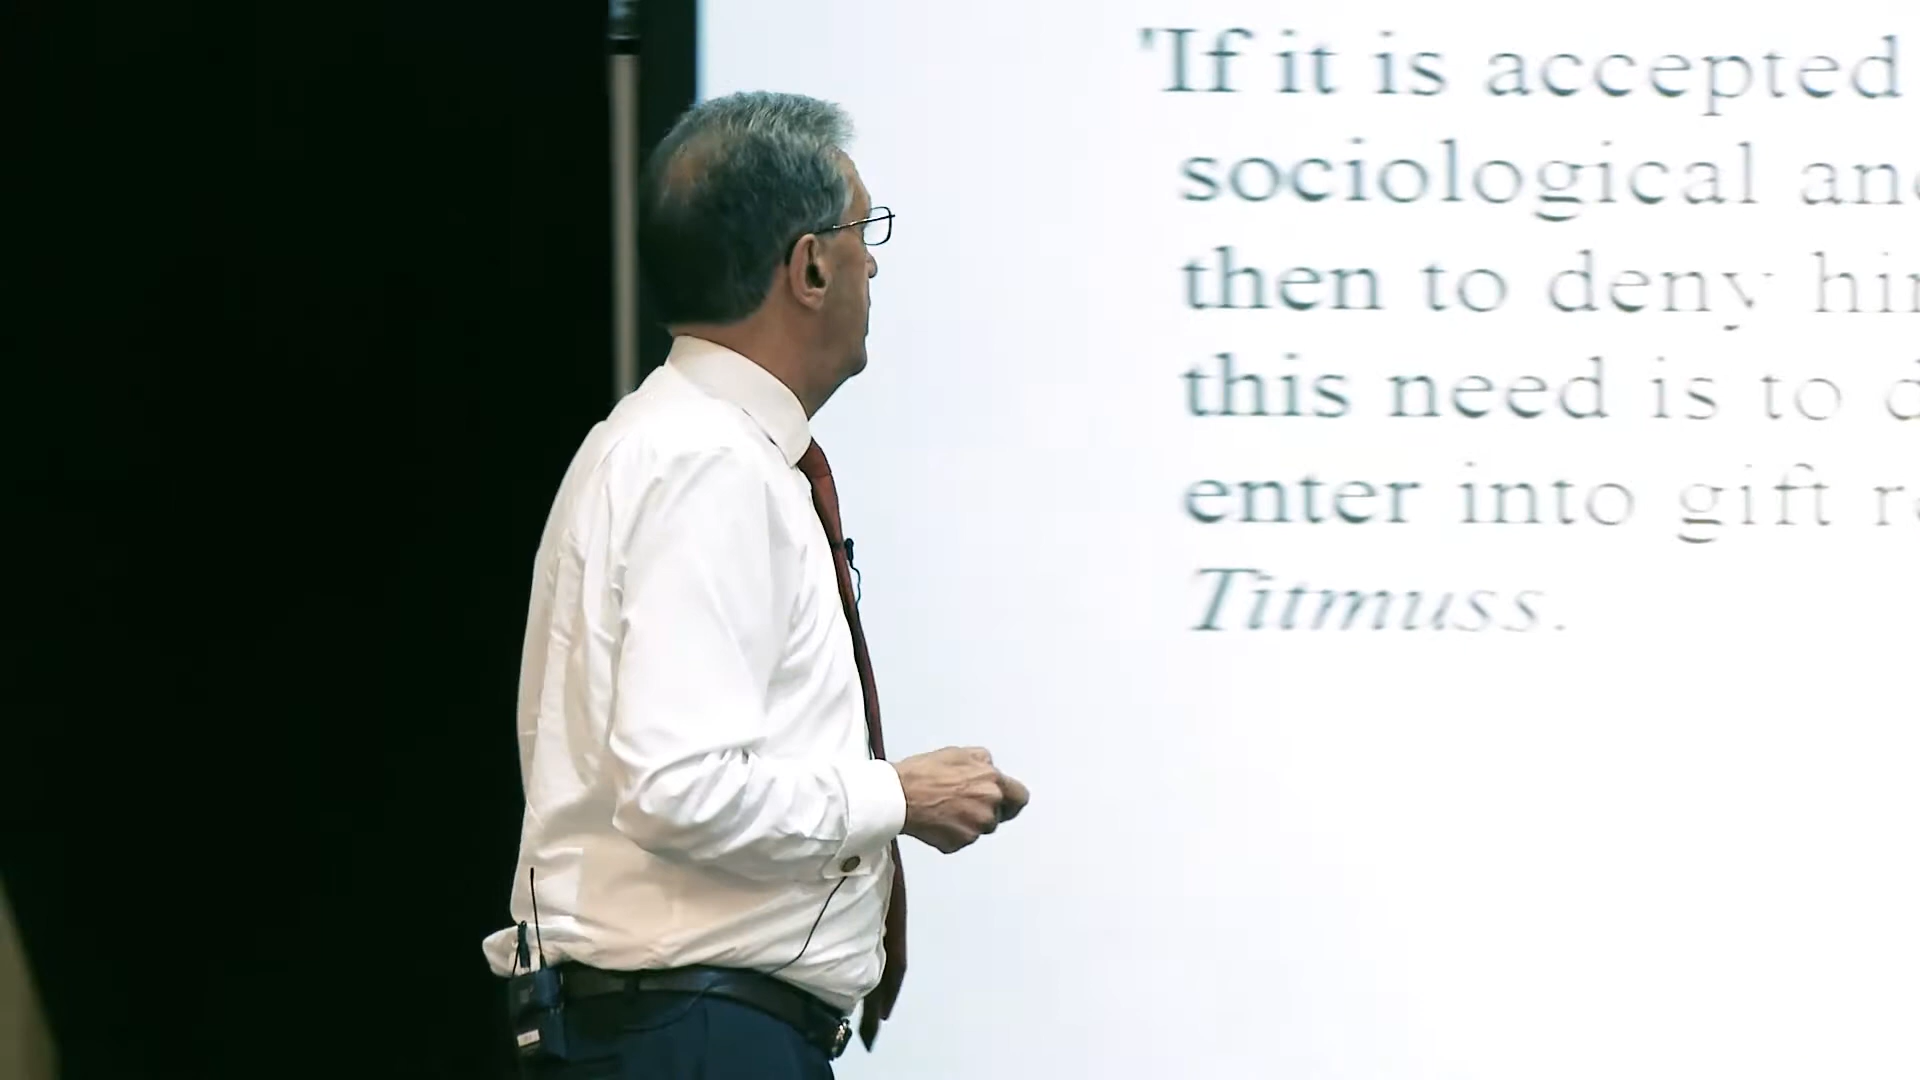 'If it is accepted
sociological
then to deny
this need is to
enter into gift
Titmuss.